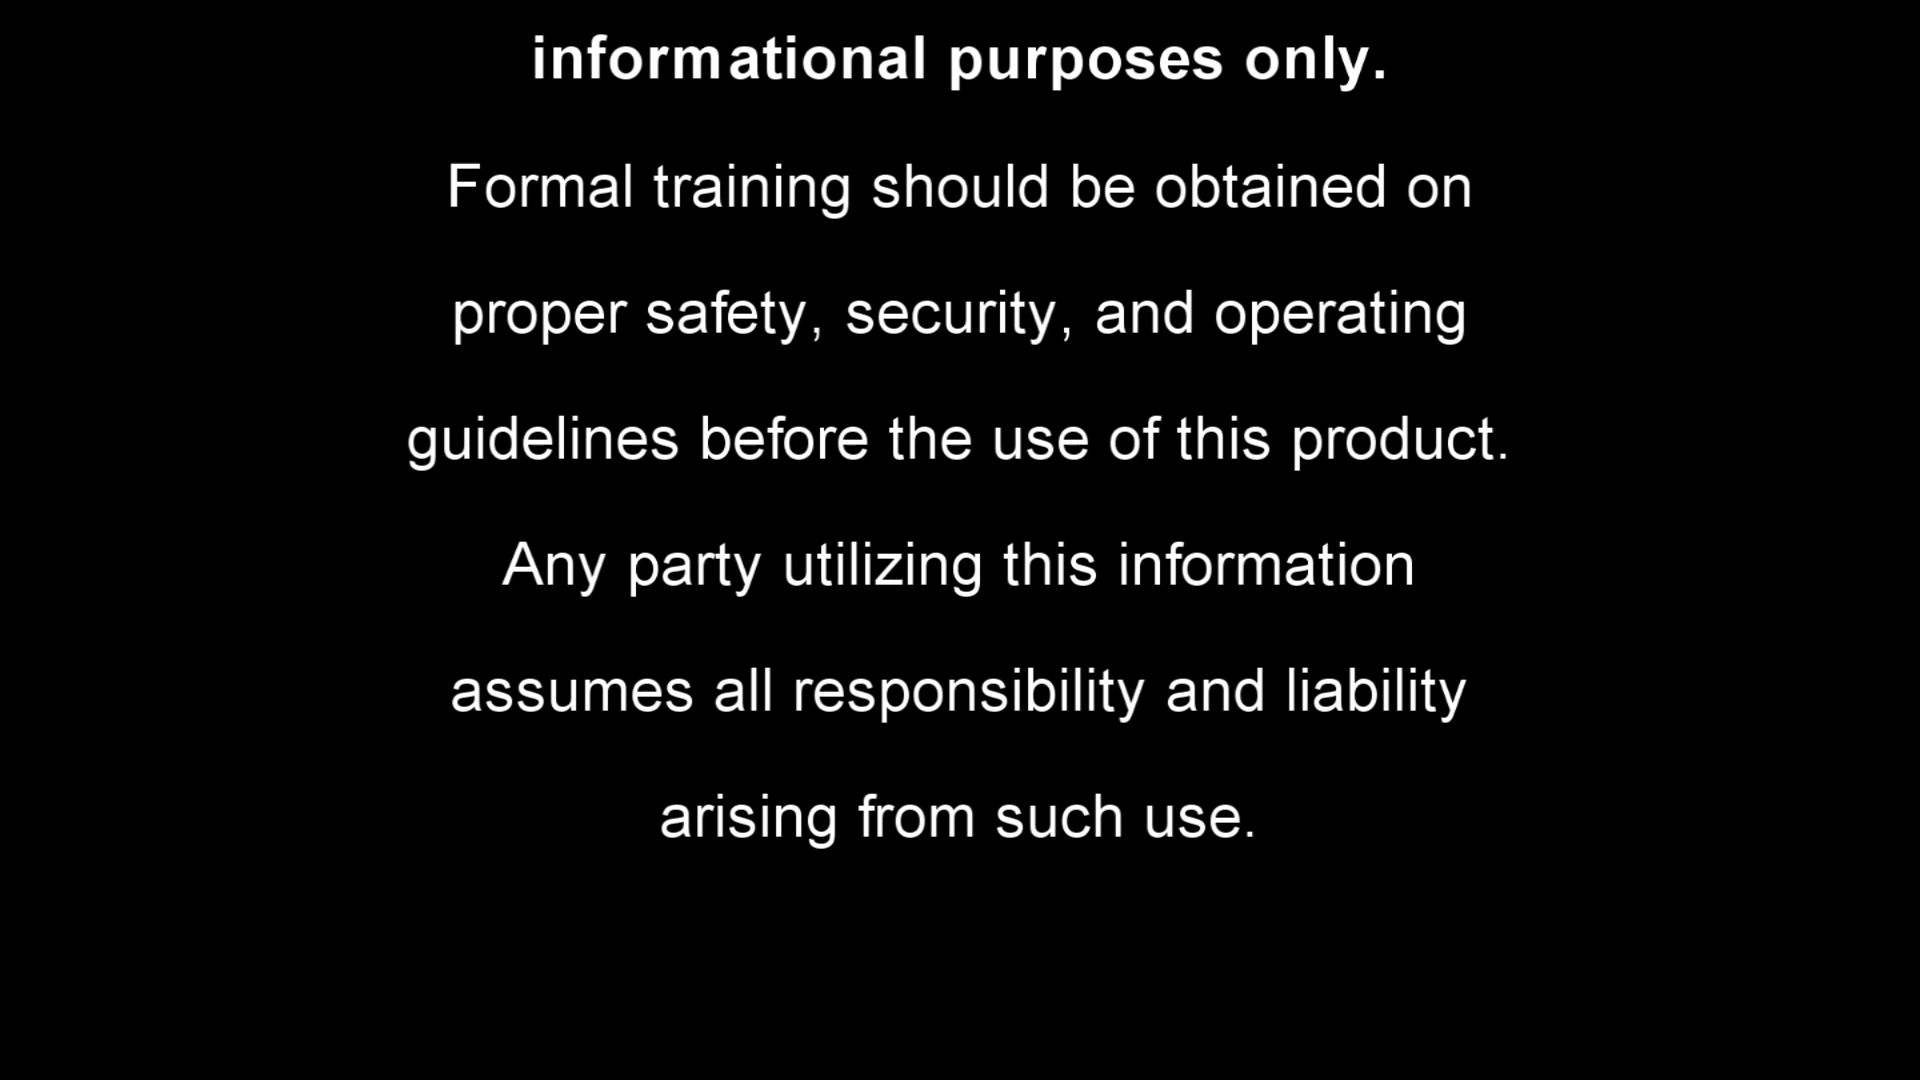 informational purposes only.
Formal training should be obtained on
proper safety, security, and operating
guidelines before the use of this product.
Any party utilizing this information
assumes all responsibility and liability
arising from such use.